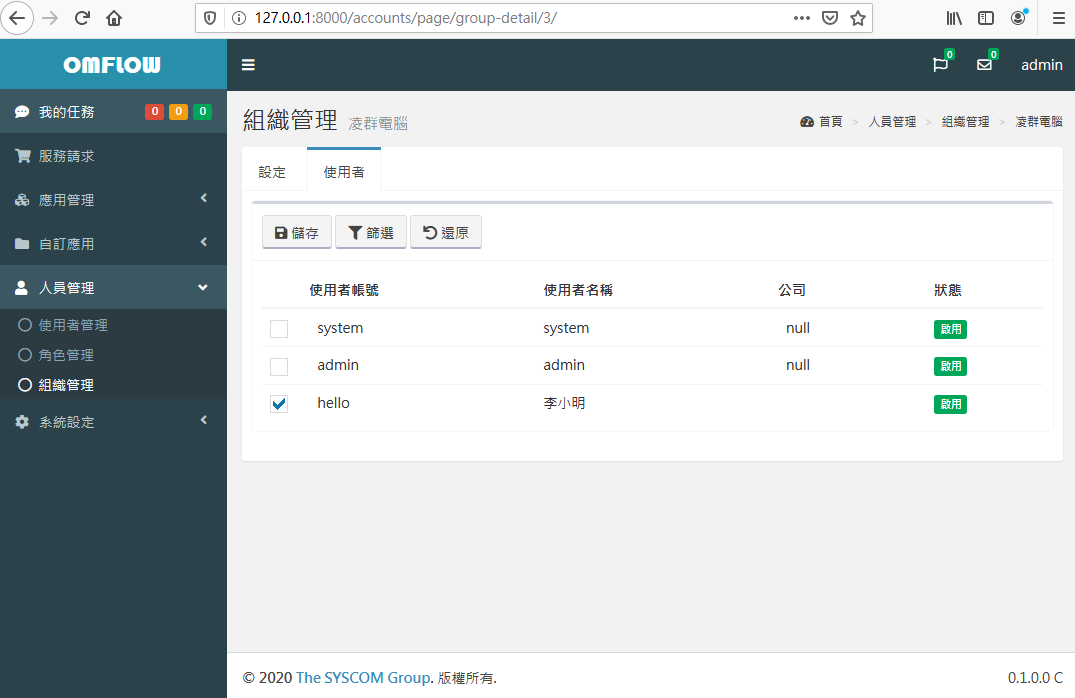 127.0.0.1:8000/accounts/page/group-detail/3/
OMFLOW
0 0 admin
我的任務 0 0 0
服務請求
應用管理
自訂應用
人員管理
使用者管理
角色管理
組織管理
系統設定
組織管理 凌群電腦
首頁 > 人員管理 > 組織管理 > 凌群電腦
設定 使用者
儲存 篩選 還原
使用者帳號 使用者名稱 公司 狀態
system system null 啟用
admin admin null 啟用
hello 李小明 啟用
© 2020 The SYSCOM Group. 版權所有. 0.1.0.0 C